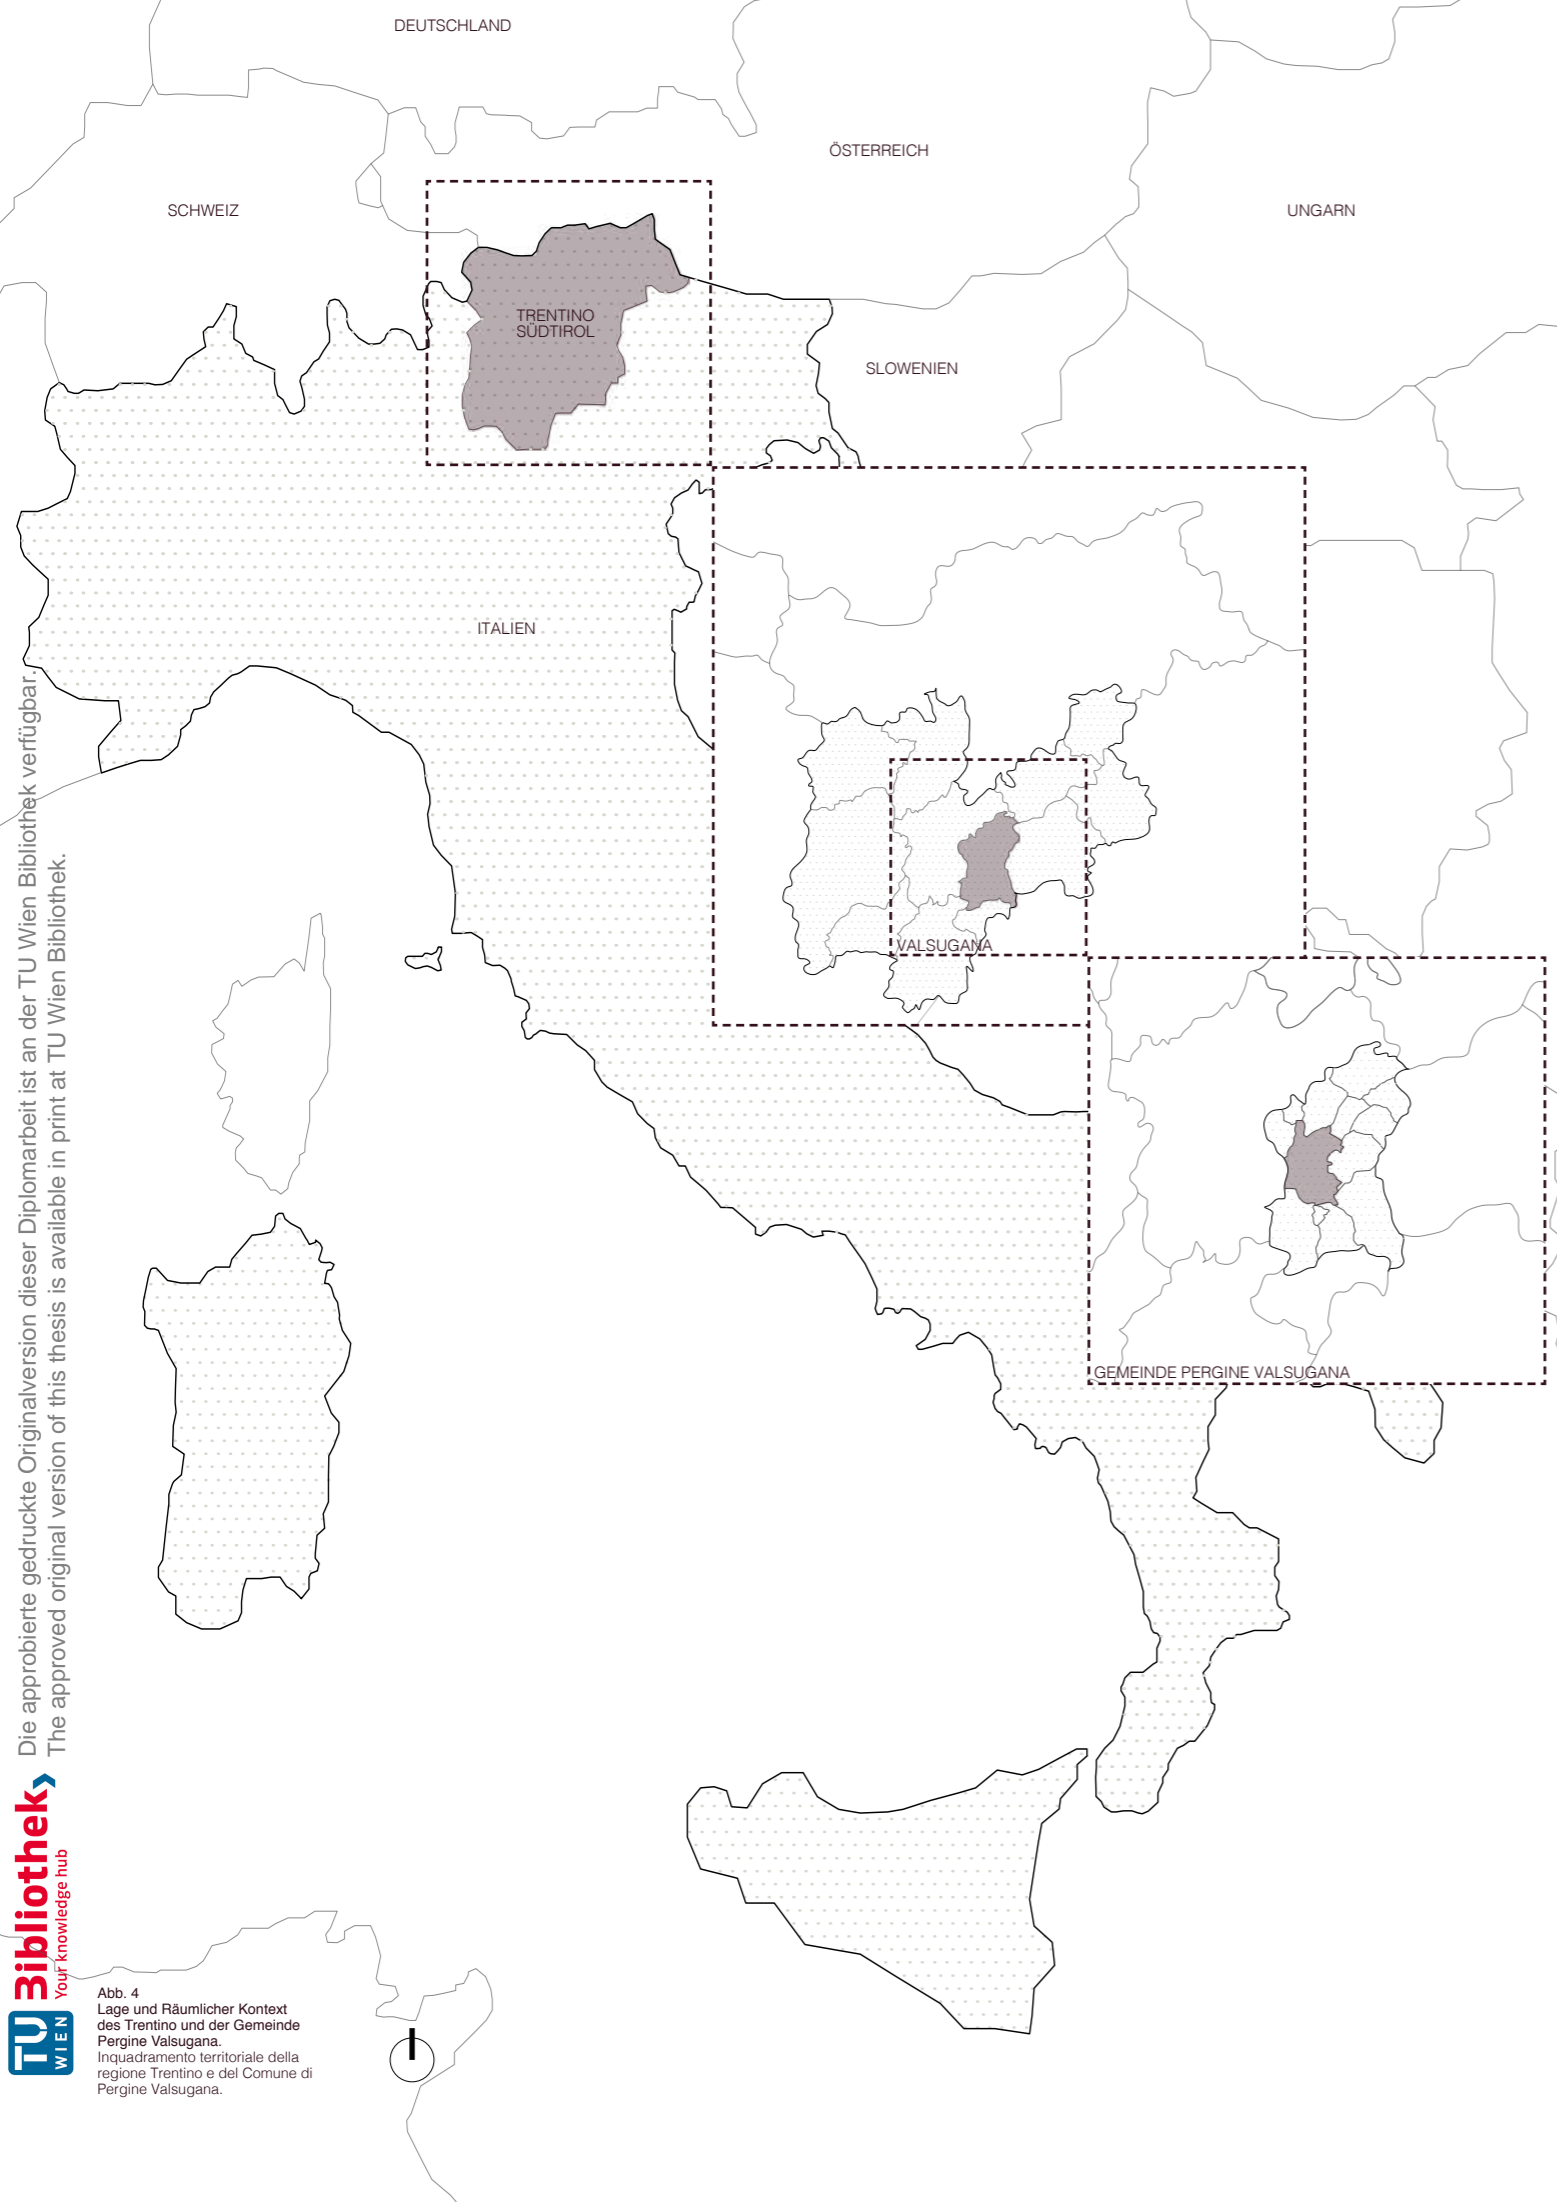 DEUTSCHLAND
ÖSTERREICH
SCHWEIZ
UNGARN
TRENTINO
SÜDTIROL
SLOWENIEN
ITALIEN
VALSUGANA
GEMEINDE PERGINE VALSUGANA
Abb. 4
Lage und Räumlicher Kontext
des Trentino und der Gemeinde
Pergine Valsugana.
Inquadramento territoriale della
regione Trentino e del Comune di
Pergine Valsugana.
Die approbierte gedruckte Originalversion dieser Diplomarbeit ist an der TU Wien Bibliothek verfügbar.
The approved original version of this thesis is available in print at TU Wien Bibliothek.
TU WIEN Bibliothek
Your knowledge hub